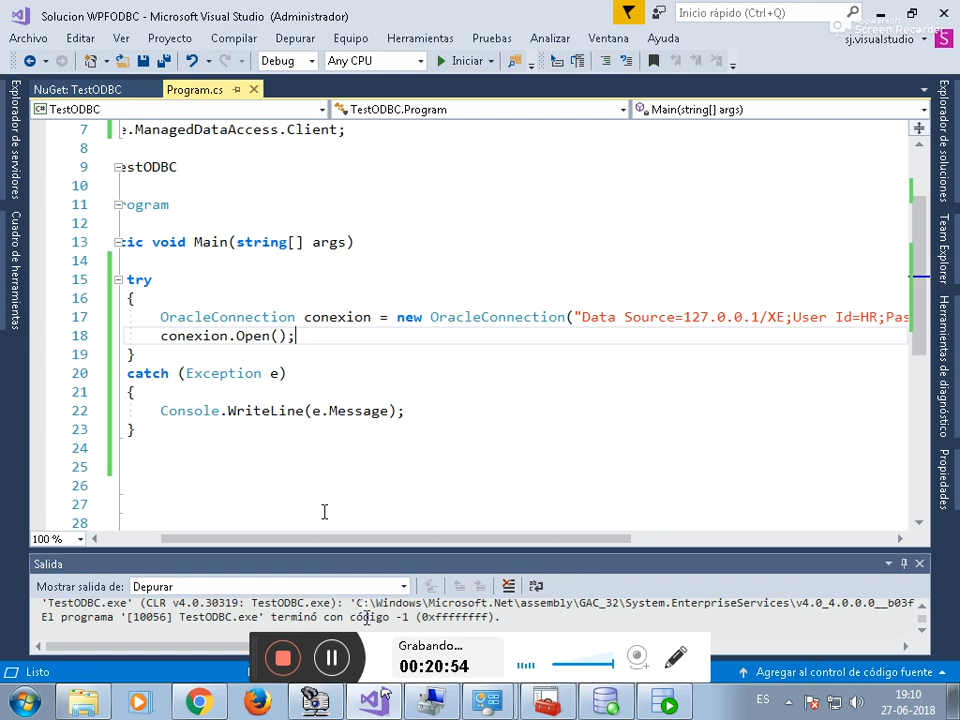 Solucion WPFODBC - Microsoft Visual Studio (Administrador)
Inicio rápido (Ctrl+Q)
Screen Recorder
Archivo Editar Ver Proyecto Compilar Depurar Equipo Herramientas Pruebas Analizar Ventana Ayuda
sj.visualstudio
S
Debug Any CPU Iniciar
NuGet: TestODBC Program.cs
TestODBC TestODBC.Program Main(string[] args)
Explorador de servidores
Cuadro de herramientas
7 e.ManagedDataAccess.Client;
8
9 estODBC
10
11 rogram
12
13 tic void Main(string[] args)
14
15 try
16 {
17 OracleConnection conexion = new OracleConnection("Data Source=127.0.0.1/XE;User Id=HR;Pas
18 conexion.Open();
19 }
20 catch (Exception e)
21 {
22 Console.WriteLine(e.Message);
23 }
24
25
26
27
28
100 %
Explorador de soluciones
Team Explorer
Herramientas de diagnóstico
Propiedades
Salida
Mostrar salida de: Depurar
'TestODBC.exe' (CLR v4.0.30319: TestODBC.exe): 'C:\Windows\Microsoft.Net\assembly\GAC_32\System.EnterpriseServices\v4.0_4.0.0.0__b03f
El programa '[10056] TestODBC.exe' terminó con código -1 (0xffffffff).
Grabando...
00:20:54
Listo
Agregar al control de código fuente
ES
19:10
27-06-2018